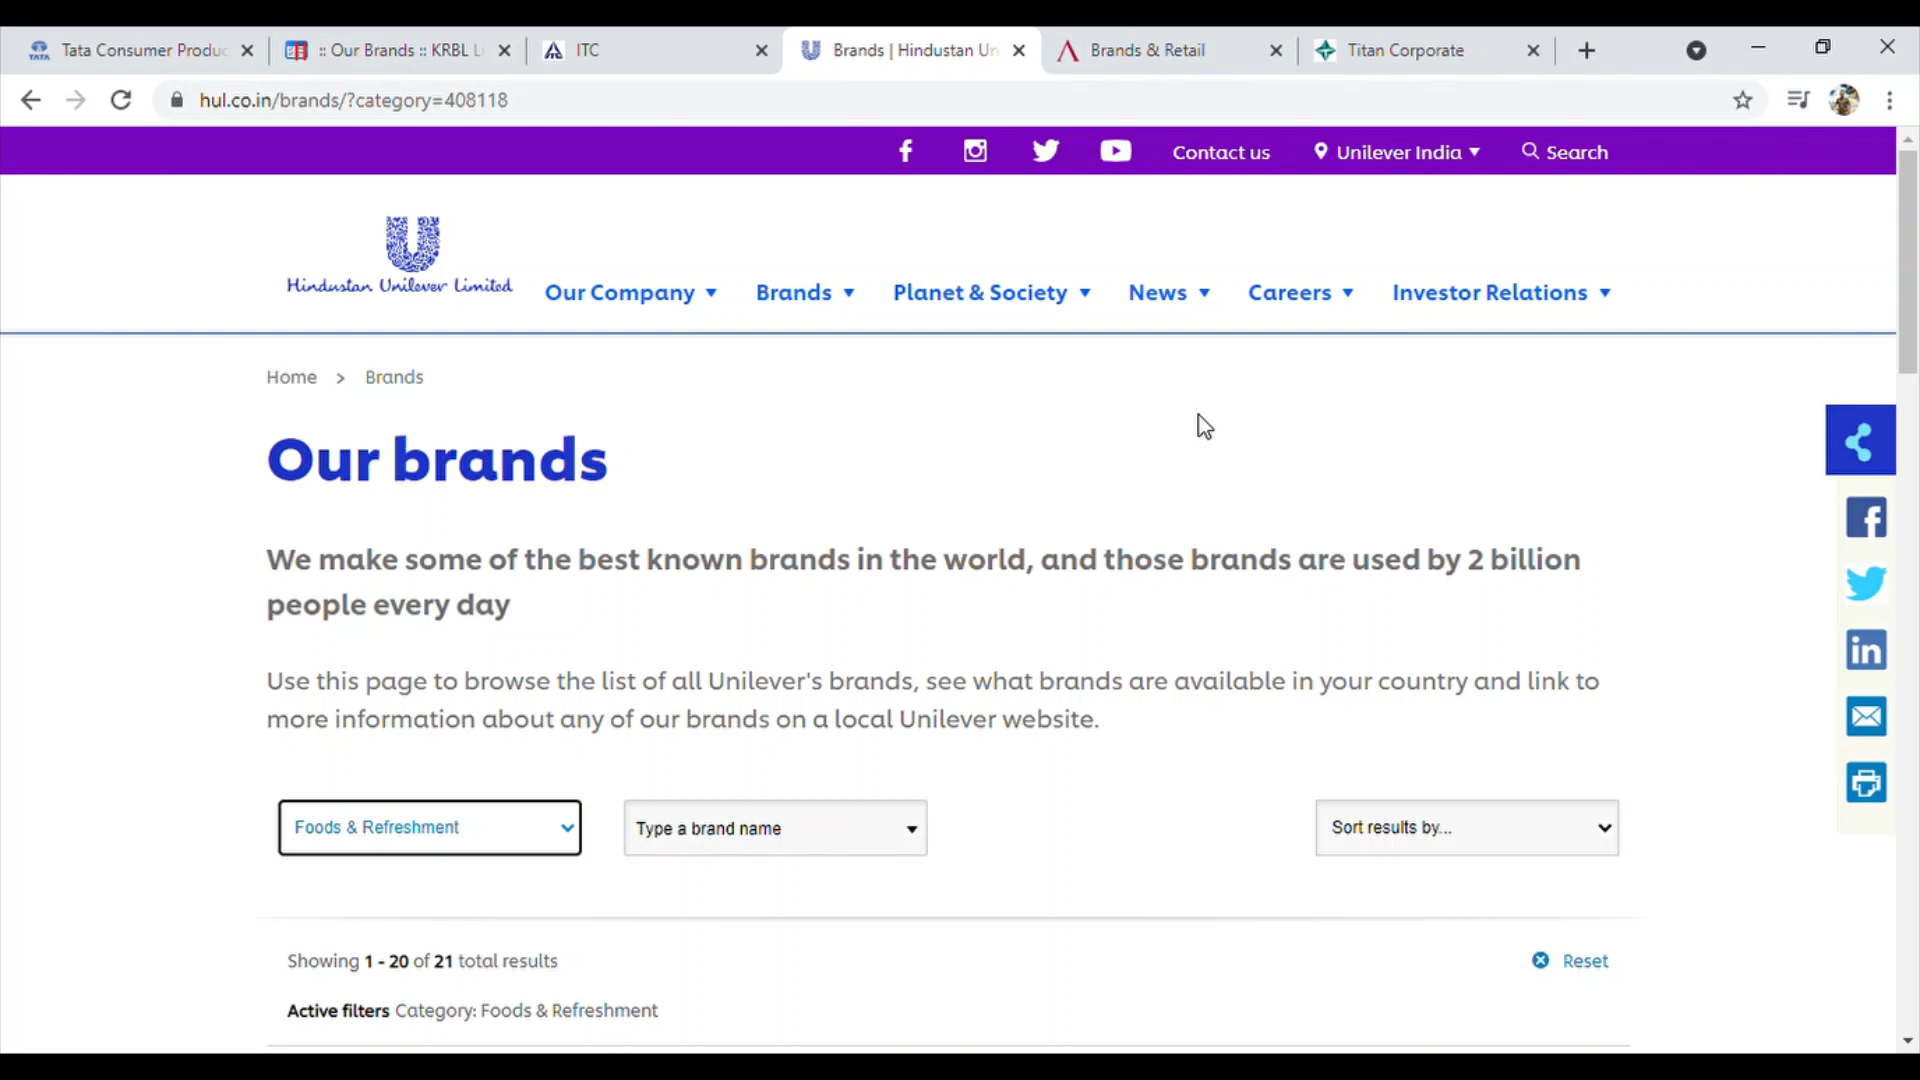 Tata Consumer Produc
:: Our Brands :: KRBL L
ITC
Brands | Hindustan Un
Brands & Retail
Titan Corporate
hul.co.in/brands/?category=408118
Contact us
Unilever India
Search
Hindustan Unilever Limited
Our Company
Brands
Planet & Society
News
Careers
Investor Relations
Home > Brands
Our brands
We make some of the best known brands in the world, and those brands are used by 2 billion
people every day
Use this page to browse the list of all Unilever's brands, see what brands are available in your country and link to
more information about any of our brands on a local Unilever website.
Foods & Refreshment
Type a brand name
Sort results by...
Showing 1 - 20 of 21 total results
Reset
Active filters Category: Foods & Refreshment